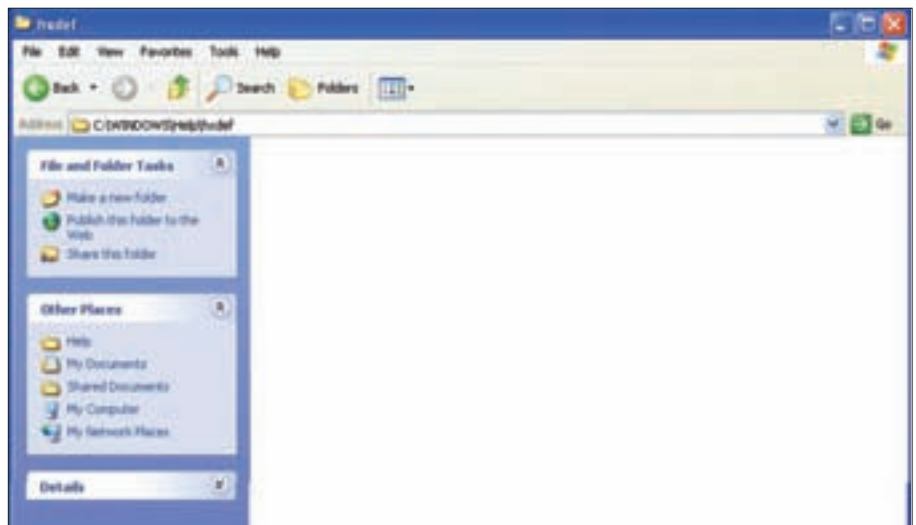 hxdef
File Edit View Favorites Tools Help
Back Search Folders
Address C:\WINDOWS\Help\hxdef Go
File and Folder Tasks
Make a new folder
Publish this folder to the
Web
Share this folder
Other Places
Help
My Documents
Shared Documents
My Computer
My Network Places
Details